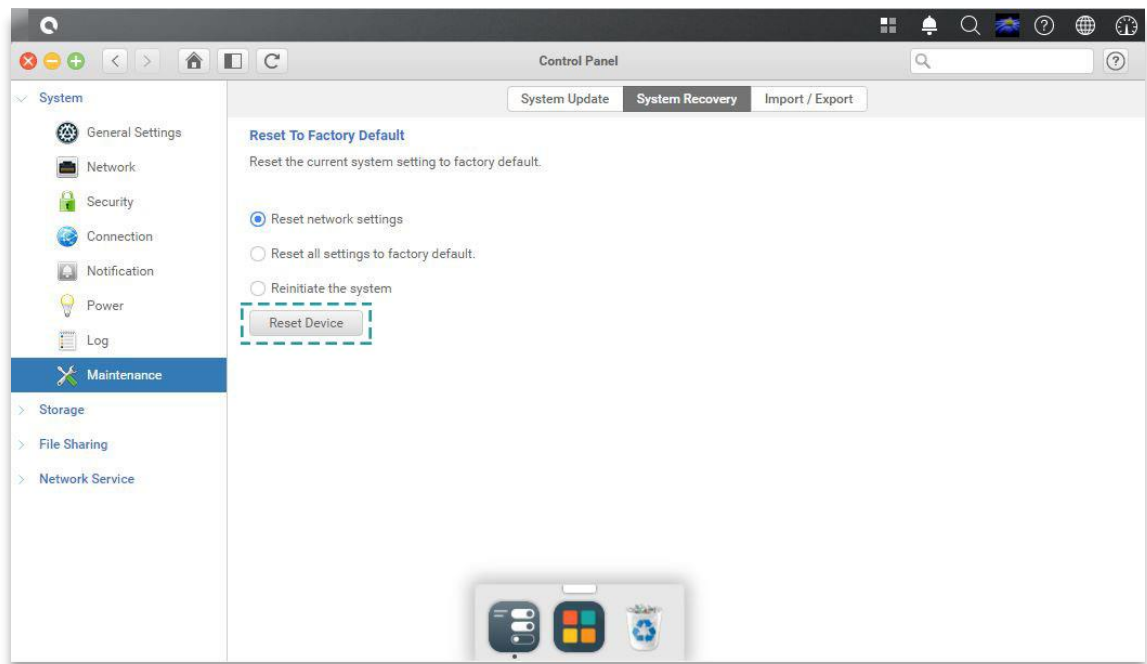 Control Panel
System
General Settings
Network
Security
Connection
Notification
Power
Log
Maintenance
Storage
File Sharing
Network Service
System Update
System Recovery
Import / Export
Reset To Factory Default
Reset the current system setting to factory default.
Reset network settings
Reset all settings to factory default.
Reinitiate the system
Reset Device